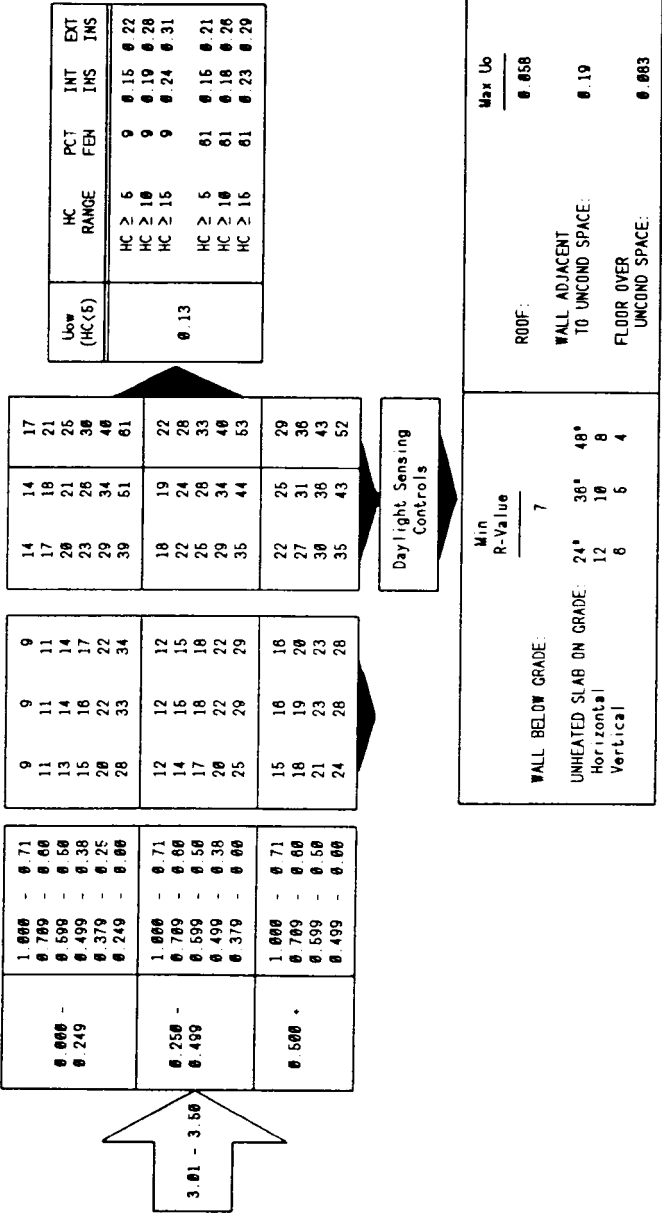 3.01 - 3.50
0.000 -
0.249
1.000 - 0.71 9 9 9 14 14 17
0.709 - 0.60 11 11 11 17 18 21
0.599 - 0.50 13 14 14 20 21 25
0.499 - 0.38 15 16 17 23 26 30
0.379 - 0.25 20 22 22 29 34 40
0.249 - 0.00 28 33 34 39 51 61
0.250 -
0.499
1.000 - 0.71 12 12 12 18 19 22
0.709 - 0.60 14 15 15 22 24 28
0.599 - 0.50 17 18 18 25 28 33
0.499 - 0.38 20 22 22 29 34 40
0.379 - 0.00 25 29 29 35 44 53
0.500 +
1.000 - 0.71 15 16 16 22 25 29
0.709 - 0.60 18 19 20 27 31 36
0.599 - 0.50 21 23 23 30 36 43
0.499 - 0.00 24 28 28 35 43 52
Uow HC PCT INT EXT
(HC<5) RANGE FEN INS INS
0.13
HC ≥ 5 9 0.15 0.22
HC ≥ 10 9 0.19 0.28
HC ≥ 15 9 0.24 0.31
HC ≥ 5 61 0.15 0.21
HC ≥ 10 61 0.18 0.26
HC ≥ 15 61 0.23 0.29
Daylight Sensing
Controls
Min
R-Value
WALL BELOW GRADE: 7
UNHEATED SLAB ON GRADE: 24" 36" 48"
Horizontal 12 10 8
Vertical 6 5 4
Max Uo
ROOF: 0.058
WALL ADJACENT
TO UNCOND SPACE: 0.19
FLOOR OVER
UNCOND SPACE: 0.083